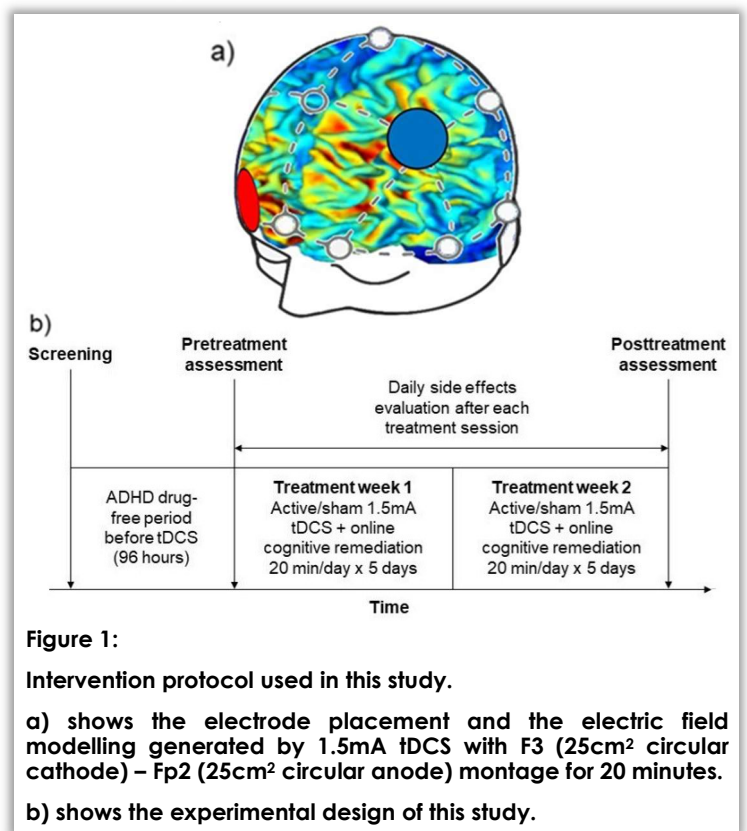 a)
b)
Screening
Pretreatment
assessment
Posttreatment
assessment
Daily side effects
evaluation after each
treatment session
ADHD drug-
free period
before tDCS
(96 hours)
Treatment week 1
Active/sham 1.5mA
tDCS + online
cognitive remediation
20 min/day x 5 days
Treatment week 2
Active/sham 1.5mA
tDCS + online
cognitive remediation
20 min/day x 5 days
Time
Figure 1:
Intervention protocol used in this study.
a) shows the electrode placement and the electric field
modelling generated by 1.5mA tDCS with F3 (25cm² circular
cathode) – Fp2 (25cm² circular anode) montage for 20 minutes.
b) shows the experimental design of this study.